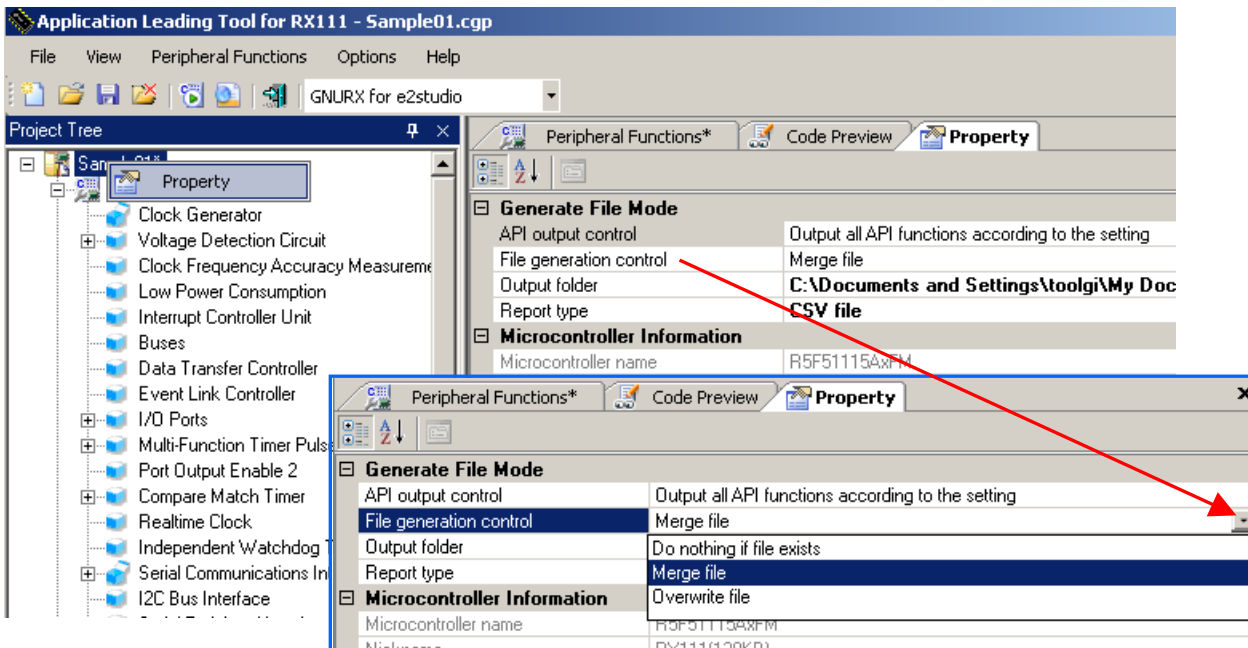 Application Leading Tool for RX111 - Sample01.cgp
File View Peripheral Functions Options Help
GNURX for e2studio
Project Tree
Property
Clock Generator
Voltage Detection Circuit
Clock Frequency Accuracy Measureme
Low Power Consumption
Interrupt Controller Unit
Buses
Data Transfer Controller
Event Link Controller
I/O Ports
Multi-Function Timer Puls
Port Output Enable 2
Compare Match Timer
Realtime Clock
Independent Watchdog T
Serial Communications In
I2C Bus Interface
Peripheral Functions* Code Preview Property
Generate File Mode
API output control Output all API functions according to the setting
File generation control Merge file
Output folder C:\Documents and Settings\toolgi\My Doc
Report type CSV file
Microcontroller Information
Microcontroller name R5F51115AxFM
Peripheral Functions* Code Preview Property
Generate File Mode
API output control Output all API functions according to the setting
File generation control Merge file
Output folder Do nothing if file exists
Report type Merge file
Microcontroller Information Overwrite file
Microcontroller name R5F51115AxFM